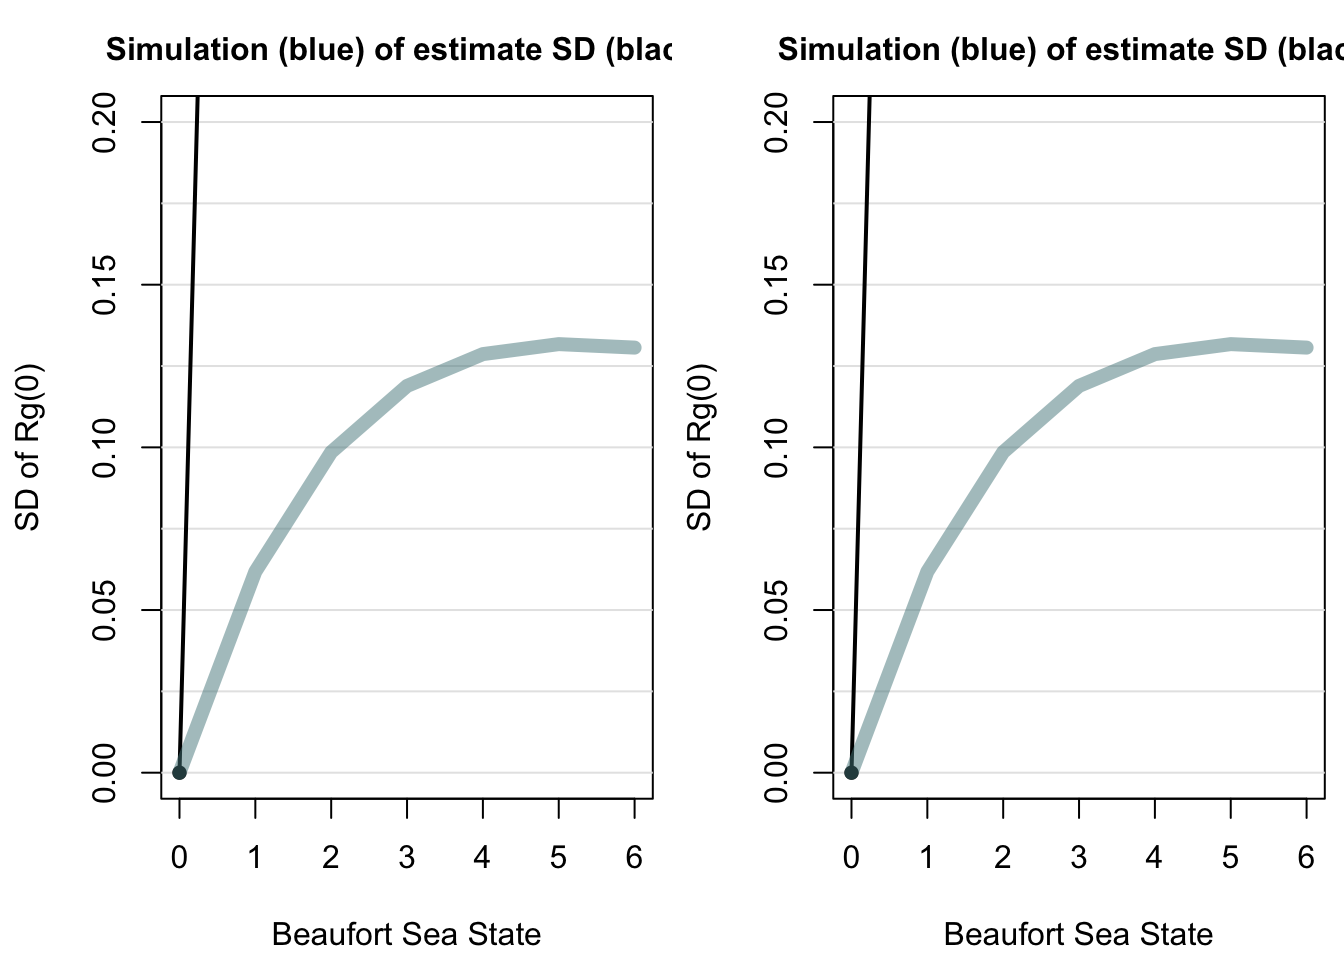 Simulation (blue) of estimate SD (blac
SD of Rg(0)
0.20
0.15
0.10
0.05
0.00
0 1 2 3 4 5 6
Beaufort Sea State
Simulation (blue) of estimate SD (blac
SD of Rg(0)
0.20
0.15
0.10
0.05
0.00
0 1 2 3 4 5 6
Beaufort Sea State